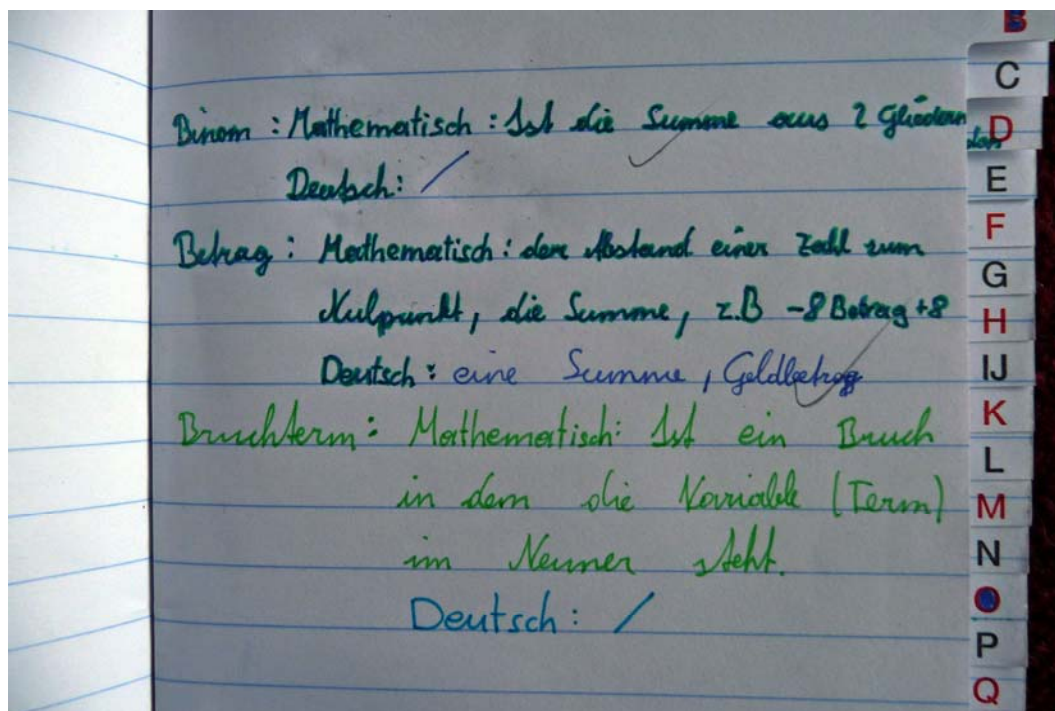 Binom : Mathematisch : Ist die Summe aus 2 Gliedern
Deutsch: /
Betrag : Mathematisch : der Abstand einer Zahl zum
Nulpunkt, die Summe, z.B -8 Betrag +8
Deutsch : eine Summe, Geldbetrag
Bruchterm : Mathematisch: Ist ein Bruch
in dem die Variable (Term)
im Nenner steht.
Deutsch : /
B
C
D
E
F
G
H
IJ
K
L
M
N
O
P
Q